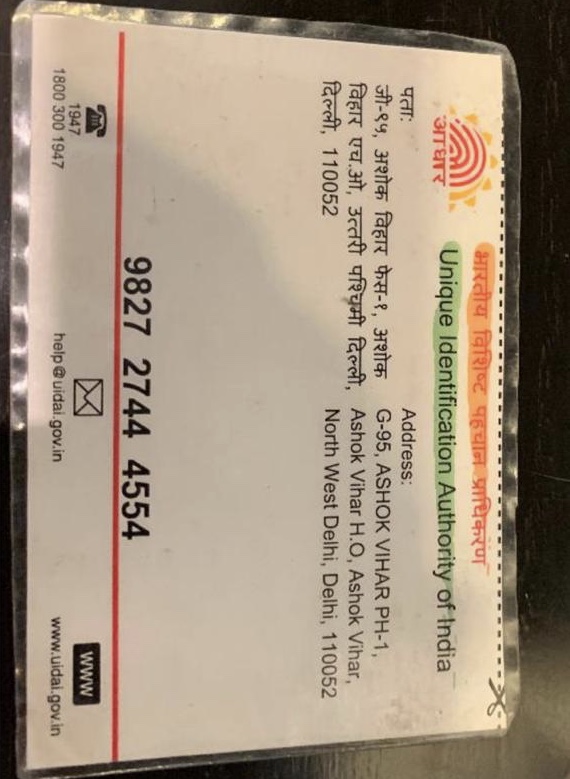 भारतीय विशिष्ट पहचान प्राधिकरण
Unique Identification Authority of India
आधार
पता:
जी-९५, अशोक विहार फेस-१, अशोक
विहार एच.ओ, उत्तरी पश्चिमी दिल्ली,
दिल्ली, 110052
Address:
G-95, ASHOK VIHAR PH-1,
Ashok Vihar H.O, Ashok Vihar,
North West Delhi, Delhi, 110052
9827 2744 4554
1947
1800 300 1947
help@uidai.gov.in
www
www.uidai.gov.in